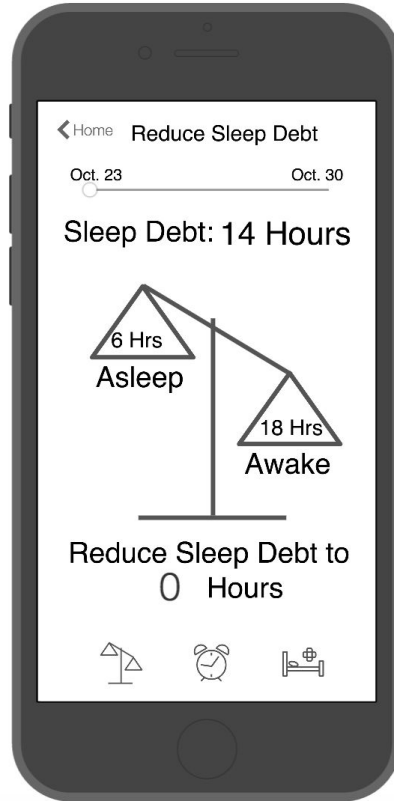 Home Reduce Sleep Debt
Oct. 23 Oct. 30
Sleep Debt: 14 Hours
6 Hrs
Asleep
18 Hrs
Awake
Reduce Sleep Debt to
0 Hours